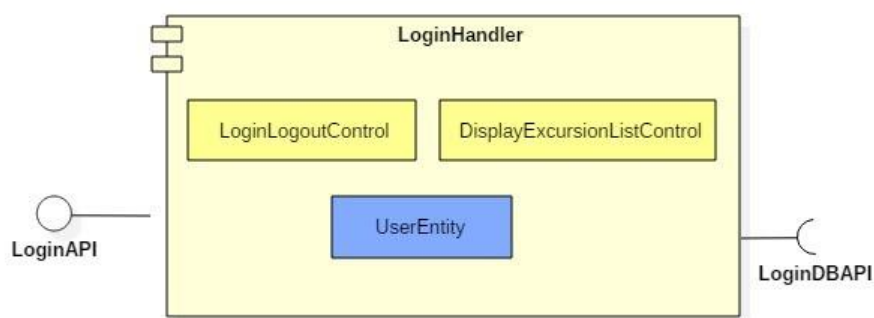 LoginHandler
LoginLogoutControl
DisplayExcursionListControl
UserEntity
LoginAPI
LoginDBAPI